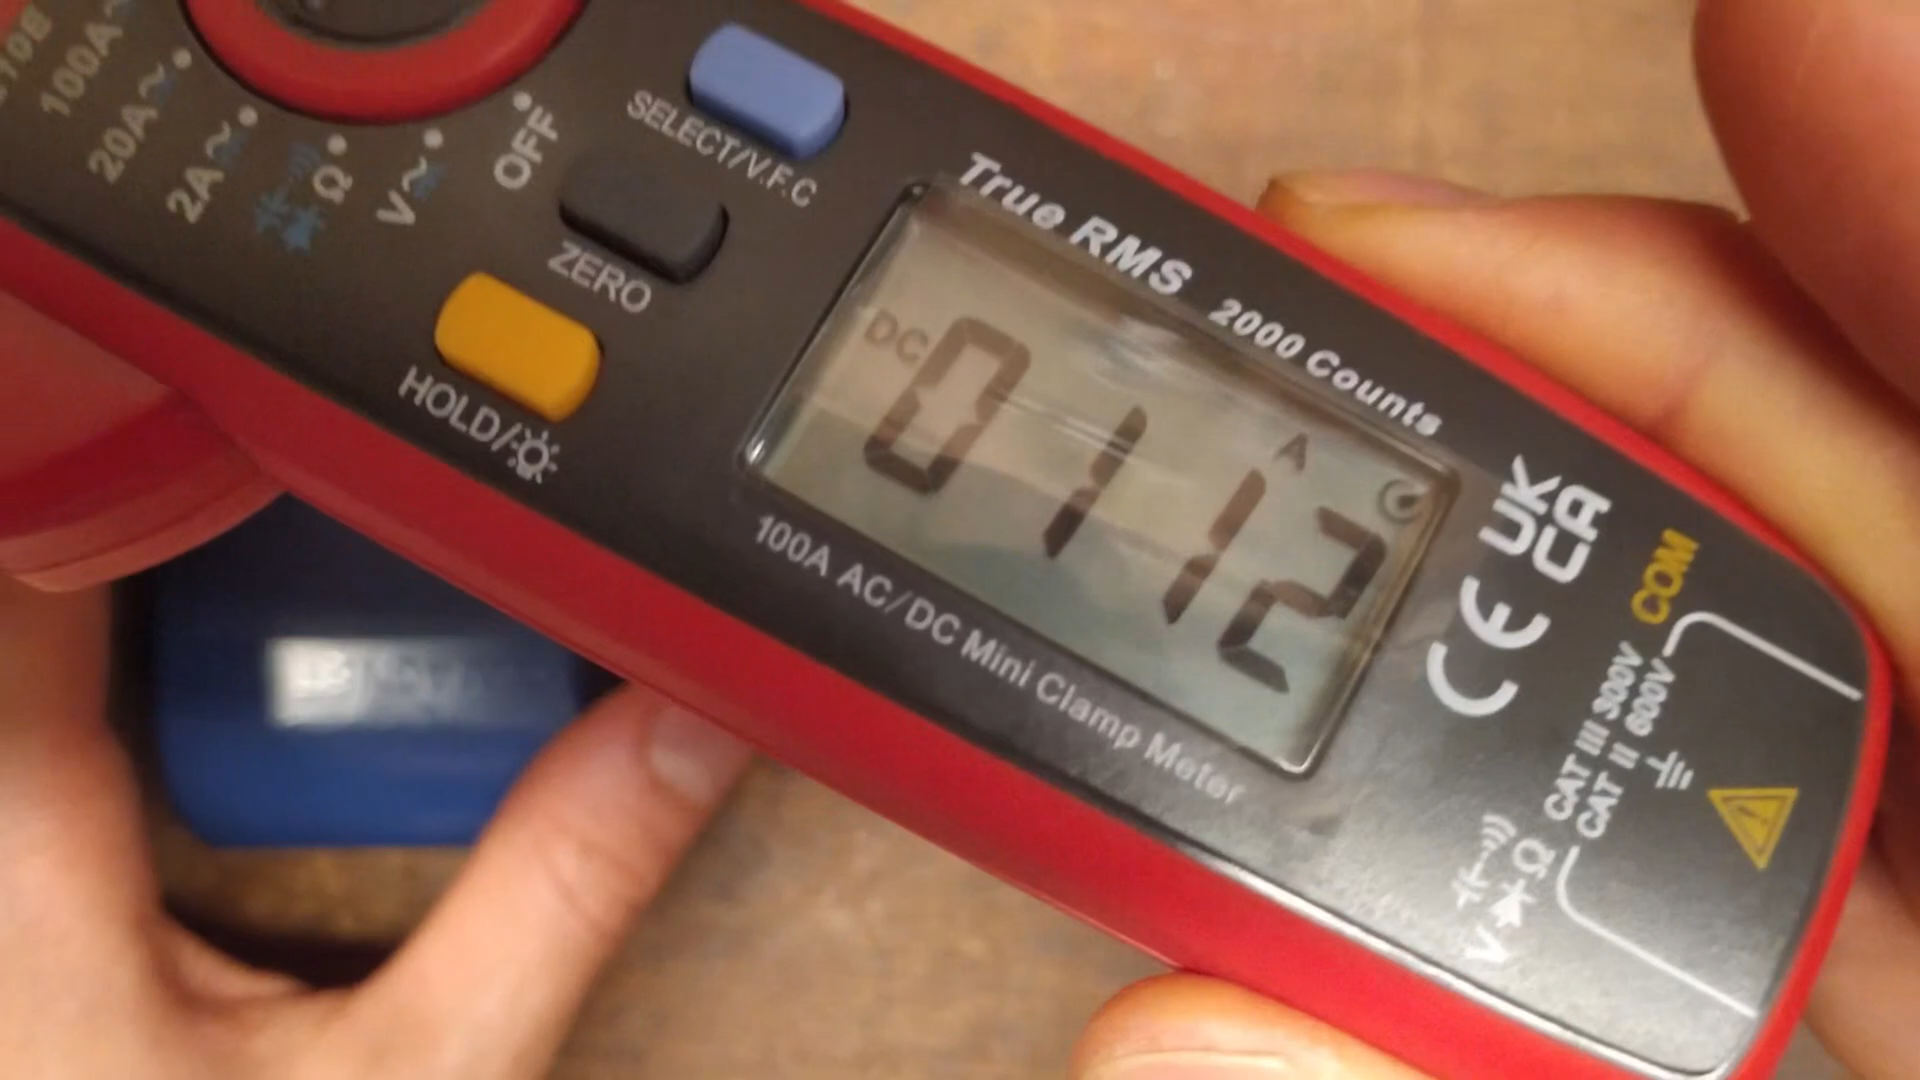 100A
20A
2A
Ω
V
OFF
SELECT/V.F.C
ZERO
HOLD/
True RMS 2000 Counts
DC
0112
A
100A AC/DC Mini Clamp Meter
UK
CA
CE
COM
CAT III 300V
CAT II 600V
V Ω